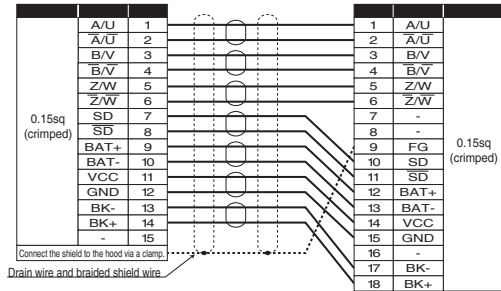 A/U 1
A̅/U̅ 2
B/V 3
B̅/V̅ 4
Z/W 5
Z̅/W̅ 6
SD 7
S̅D̅ 8
BAT+ 9
BAT- 10
VCC 11
GND 12
BK- 13
BK+ 14
- 15
0.15sq
(crimped)
Connect the shield to the hood via a clamp.
Drain wire and braided shield wire
1 A/U
2 A̅/U̅
3 B/V
4 B̅/V̅
5 Z/W
6 Z̅/W̅
7 -
8 -
9 FG
10 SD
11 S̅D̅
12 BAT+
13 BAT-
14 VCC
15 GND
16 -
17 BK-
18 BK+
0.15sq
(crimped)